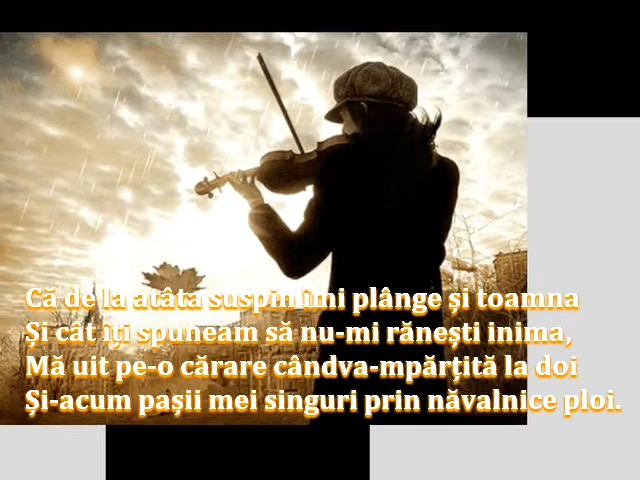 Că de la atâta suspin îmi plânge și toamna
Și cât îți spuneam să nu-mi rănești inima,
Mă uit pe-o cărare cândva-mpărțită la doi
Și-acum pașii mei singuri prin năvalnice ploi.